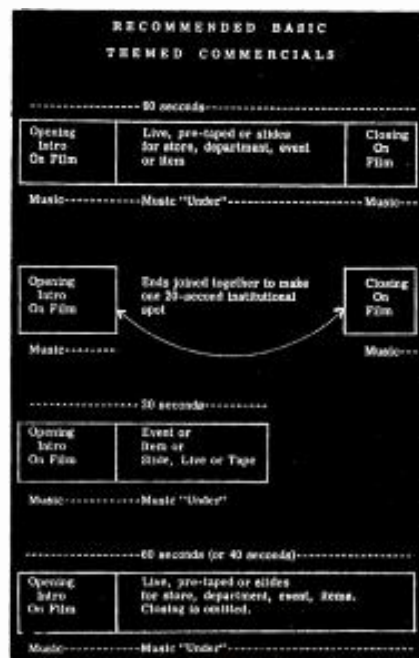 RECOMMENDED BASIC
THEMED COMMERCIALS
60 seconds
Opening Intro On Film
Live, pre-taped or slides for store, department, event or item
Closing On Film
Music Music "Under" Music
Opening Intro On Film
Ends joined together to make one 20-second institutional spot
Closing On Film
Music Music
20 seconds
Opening Intro On Film
Event or Item or Slide, Live or Tape
Music Music "Under"
60 seconds (or 40 seconds)
Opening Intro On Film
Live, pre-taped or slides for store, department, event, items. Closing is omitted.
Music Music "Under"